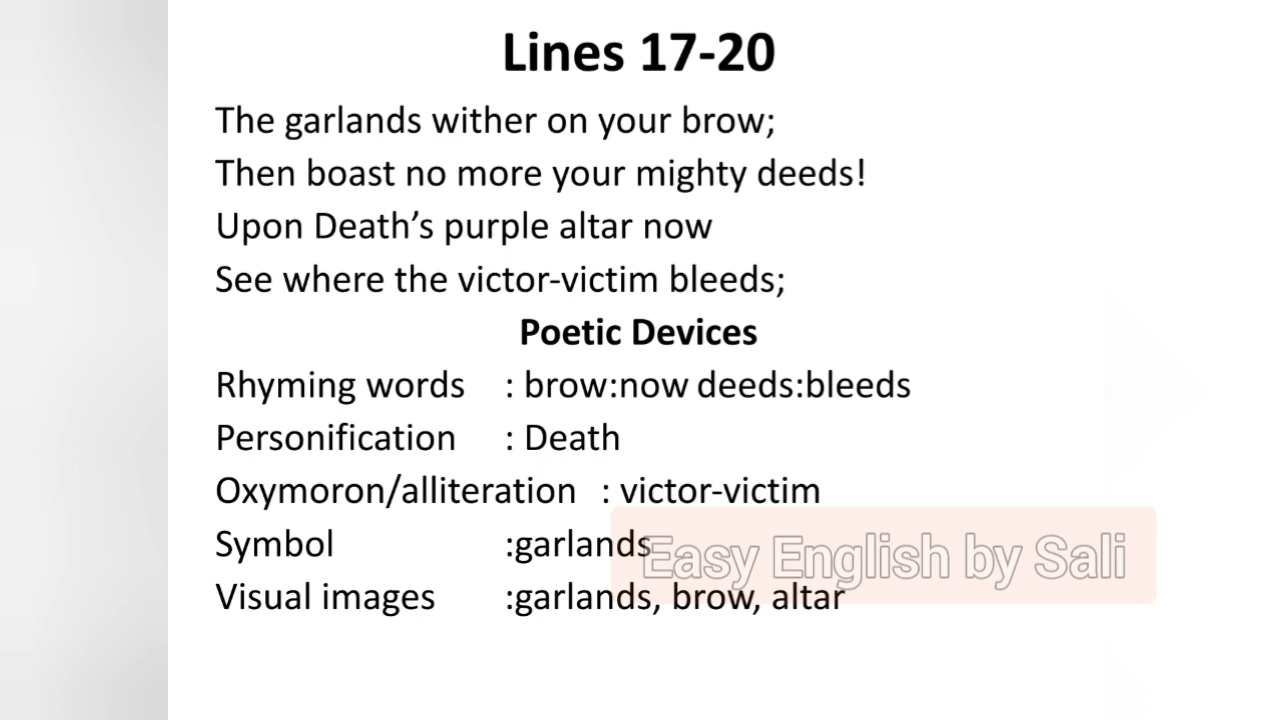 Lines 17-20
The garlands wither on your brow;
Then boast no more your mighty deeds!
Upon Death’s purple altar now
See where the victor-victim bleeds;
Poetic Devices
Rhyming words : brow:now deeds:bleeds
Personification : Death
Oxymoron/alliteration : victor-victim
Symbol :garlands
Easy English by Sali
Visual images :garlands, brow, altar